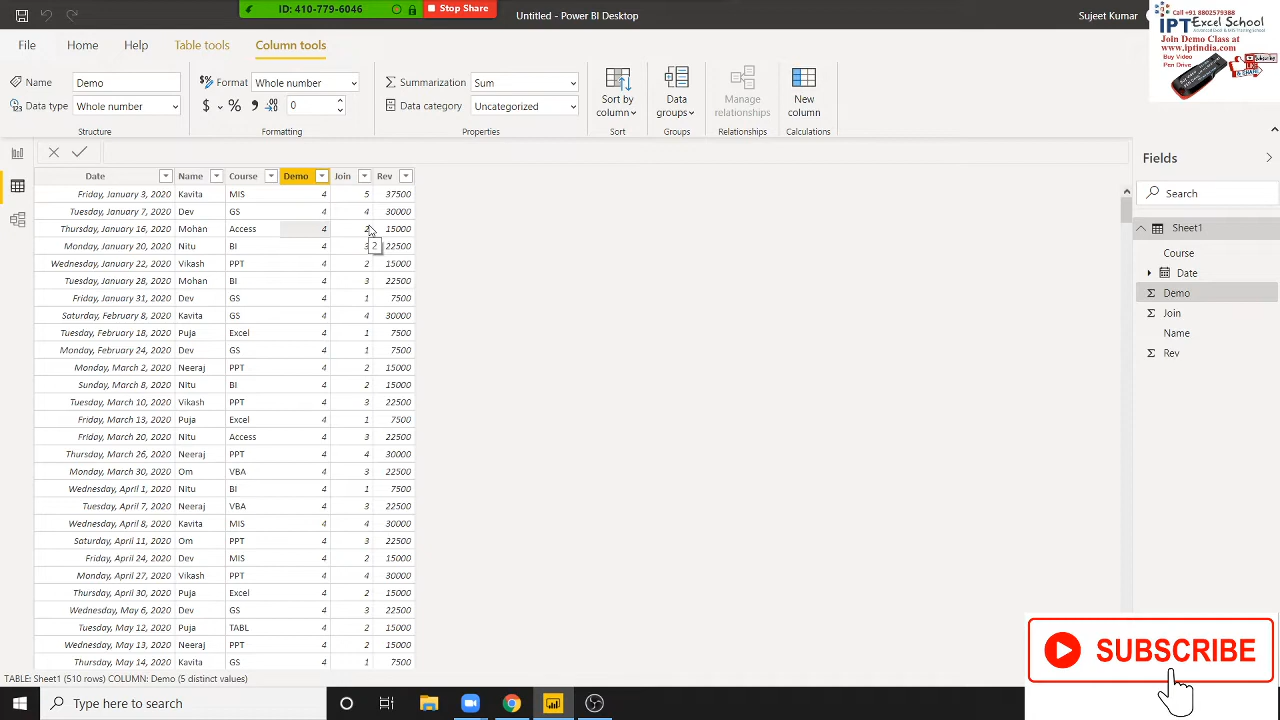 ID: 410-779-6046
Stop Share
Untitled - Power BI Desktop
Sujeet Kumar
Call +91 8802579388
IPT Excel School
Advanced Excel & MIS Training School
Join Demo Class at
www.iptindia.com
Buy Video
Pen Drive
File Home Help Table tools Column tools
Name Demo
Data type Whole number
Structure
Format Whole number
$ % 0
Formatting
Summarization Sum
Data category Uncategorized
Properties
Sort by column
Sort
Data Groups
Groups
Manage relationships
Relationships
New column
Calculations
Fields
Search
Sheet1
Course
Date
Demo
Join
Name
Rev
Date Name Course Demo Join Rev
Friday, January 3, 2020 Kavita MIS 4 5 37500
Tuesday, January 7, 2020 Dev GS 4 4 30000
Thursday, January 16, 2020 Mohan Access 4 2 15000
Monday, January 20, 2020 Nitu BI 4 3 22500
2
Wednesday, January 22, 2020 Vikash PPT 4 2 15000
Tuesday, January 28, 2020 Mohan BI 4 3 22500
Friday, January 31, 2020 Dev GS 4 1 7500
Saturday, February 8, 2020 Kavita GS 4 4 30000
Tuesday, February 18, 2020 Puja Excel 4 1 7500
Monday, February 24, 2020 Dev GS 4 1 7500
Monday, March 2, 2020 Neeraj PPT 4 2 15000
Sunday, March 8, 2020 Nitu BI 4 2 15000
Tuesday, March 10, 2020 Vikash PPT 4 3 22500
Friday, March 13, 2020 Puja Excel 4 1 7500
Friday, March 20, 2020 Nitu Access 4 3 22500
Thursday, March 26, 2020 Neeraj PPT 4 4 30000
Monday, March 30, 2020 Om VBA 4 3 22500
Wednesday, April 1, 2020 Nitu BI 4 1 7500
Tuesday, April 7, 2020 Neeraj VBA 4 3 22500
Wednesday, April 8, 2020 Kavita MIS 4 4 30000
Saturday, April 11, 2020 Om PPT 4 3 22500
Friday, April 24, 2020 Dev MIS 4 2 15000
Monday, April 27, 2020 Vikash PPT 4 4 30000
Thursday, April 30, 2020 Puja Excel 4 2 15000
Wednesday, May 6, 2020 Dev GS 4 3 22500
Tuesday, May 12, 2020 Puja TABL 4 2 15000
Wednesday, May 13, 2020 Neeraj PPT 4 2 15000
Thursday, May 14, 2020 Kavita GS 4 1 7500
SUBSCRIBE
TABLE: Sheet1 (510 rows) COLUMN: Demo (5 distinct values)
Type here to search